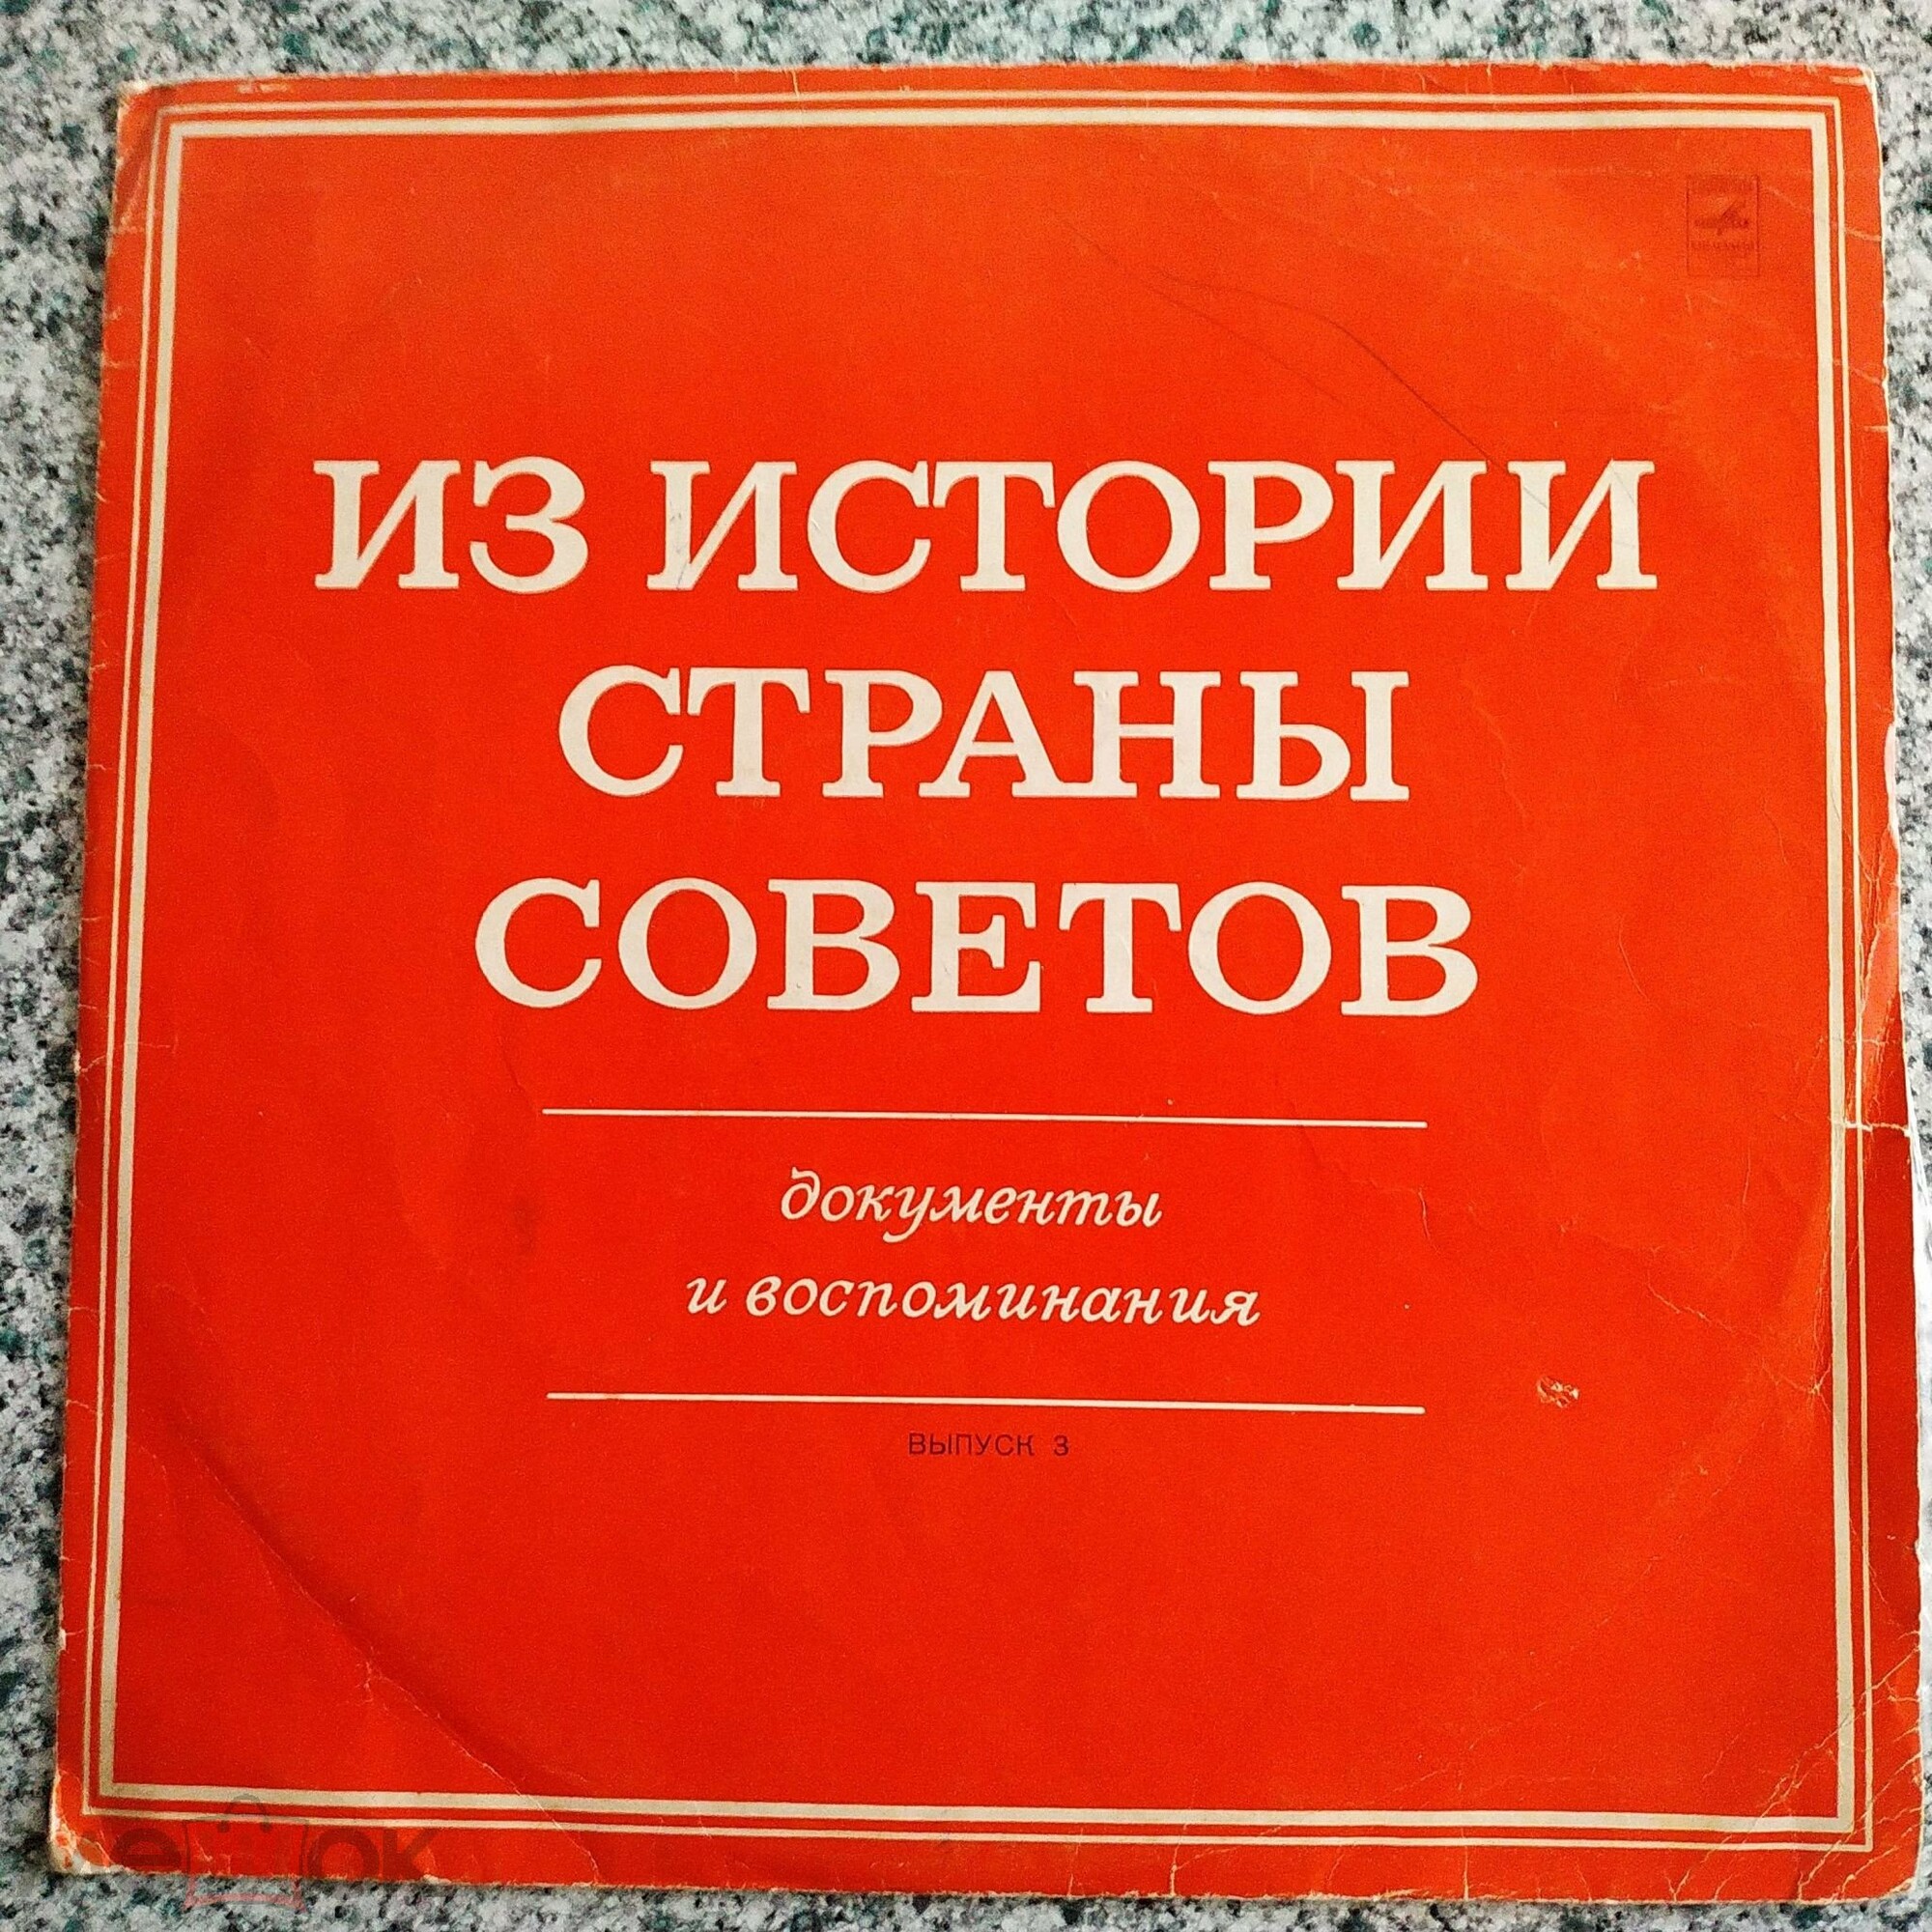 ИЗ ИСТОРИИ
СТРАНЫ
СОВЕТОВ
документы
и воспоминания
ВЫПУСК 3